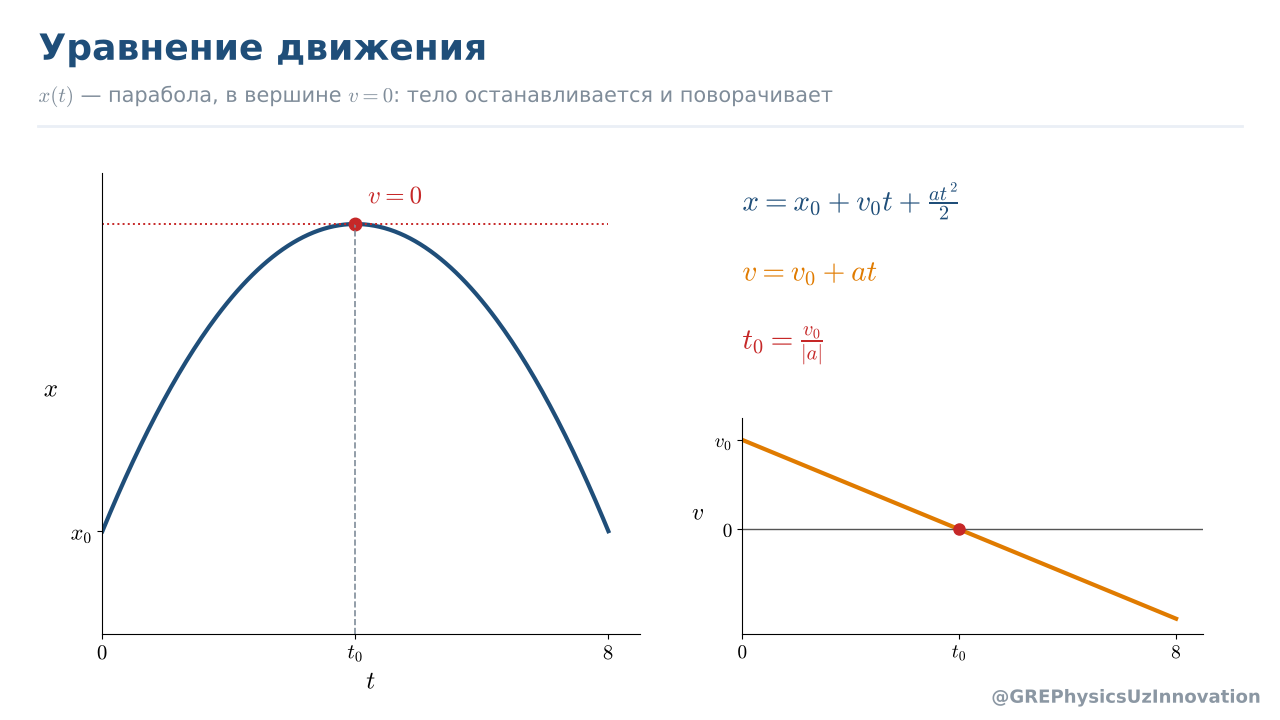 Уравнение движения
x(t) — парабола, в вершине v = 0: тело останавливается и поворачивает
v = 0
x
x₀
0
t₀
8
t
x = x₀ + v₀t + at²/2
v = v₀ + at
t₀ = v₀/|a|
v₀
v
0
0
t₀
8
@GREPhysicsUzInnovation